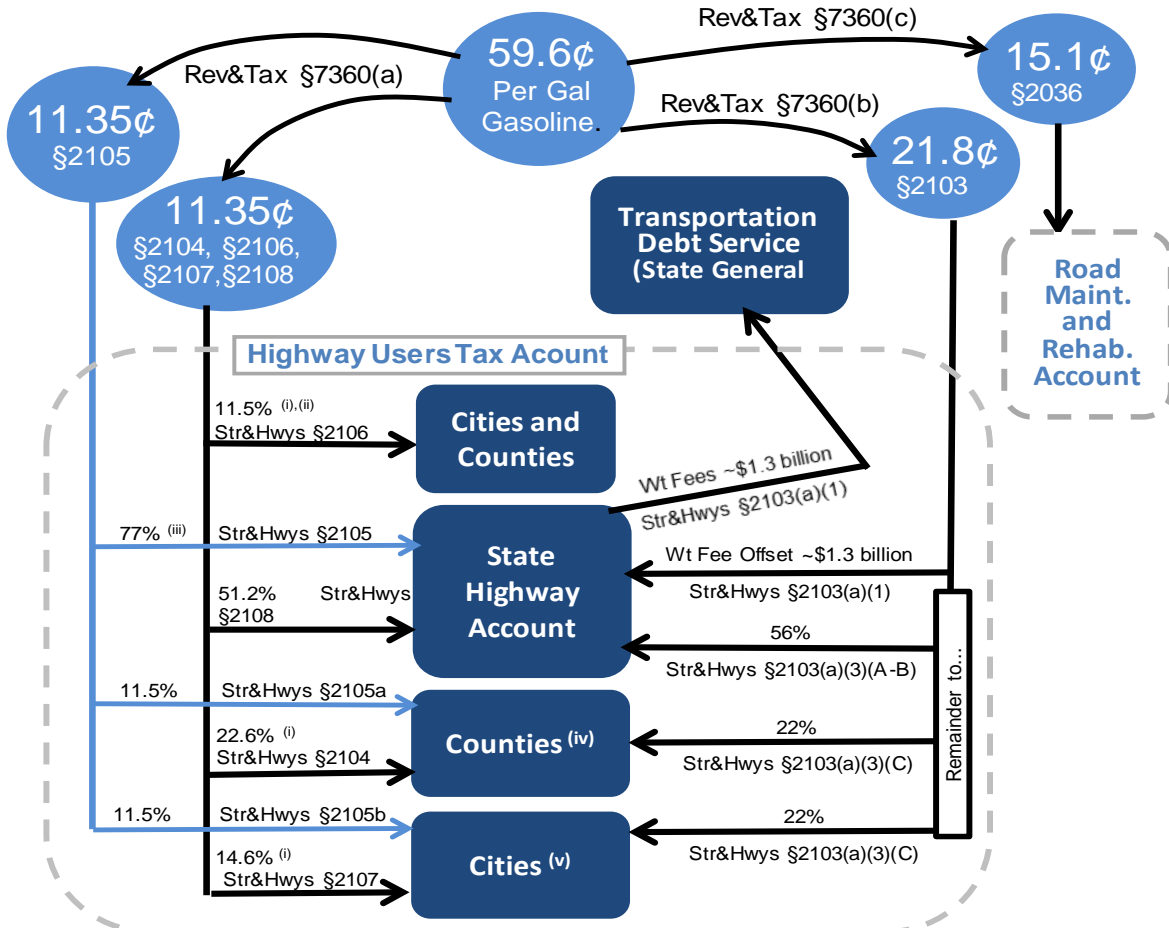 Rev&Tax §7360(c)
59.6¢
Per Gal
Gasoline.
15.1¢
§2036
Rev&Tax §7360(a)
Rev&Tax §7360(b)
11.35¢
§2105
21.8¢
§2103
11.35¢
§2104, §2106,
§2107,§2108
Transportation
Debt Service
(State General
Road
Maint.
and
Rehab.
Account
Highway Users Tax Acount
11.5% (i),(ii)
Str&Hwys §2106
Cities and
Counties
Wt Fees ~$1.3 billion
Str&Hwys §2103(a)(1)
77% (iii) Str&Hwys §2105
State
Highway
Account
Wt Fee Offset ~$1.3 billion
Str&Hwys §2103(a)(1)
51.2% Str&Hwys
§2108
56%
Str&Hwys §2103(a)(3)(A-B)
Remainder to...
11.5% Str&Hwys §2105a
22.6% (i)
Str&Hwys §2104
Counties (iv)
22%
Str&Hwys §2103(a)(3)(C)
11.5% Str&Hwys §2105b
14.6% (i)
Str&Hwys §2107
Cities (v)
22%
Str&Hwys §2103(a)(3)(C)